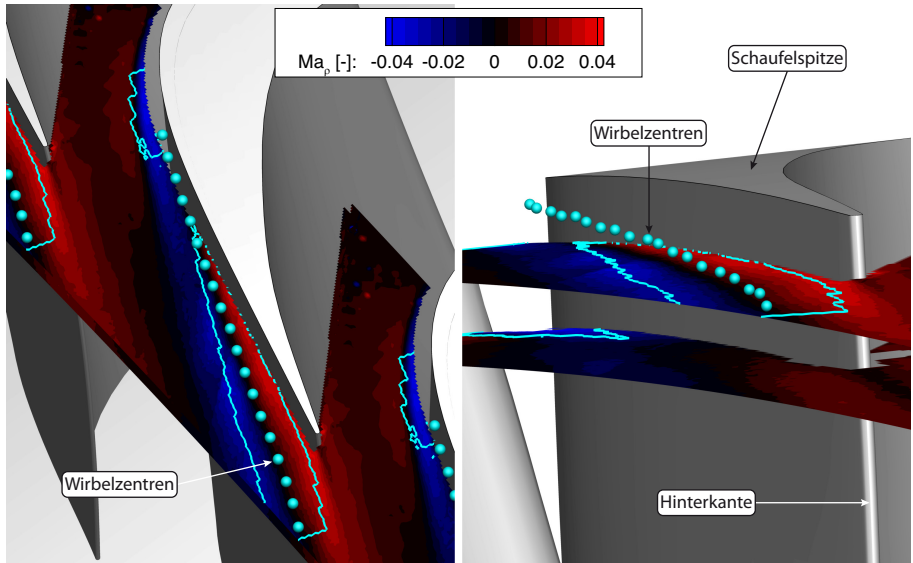 Ma_ρ [-]: -0.04 -0.02 0 0.02 0.04
Schaufelspitze
Wirbelzentren
Wirbelzentren
Hinterkante